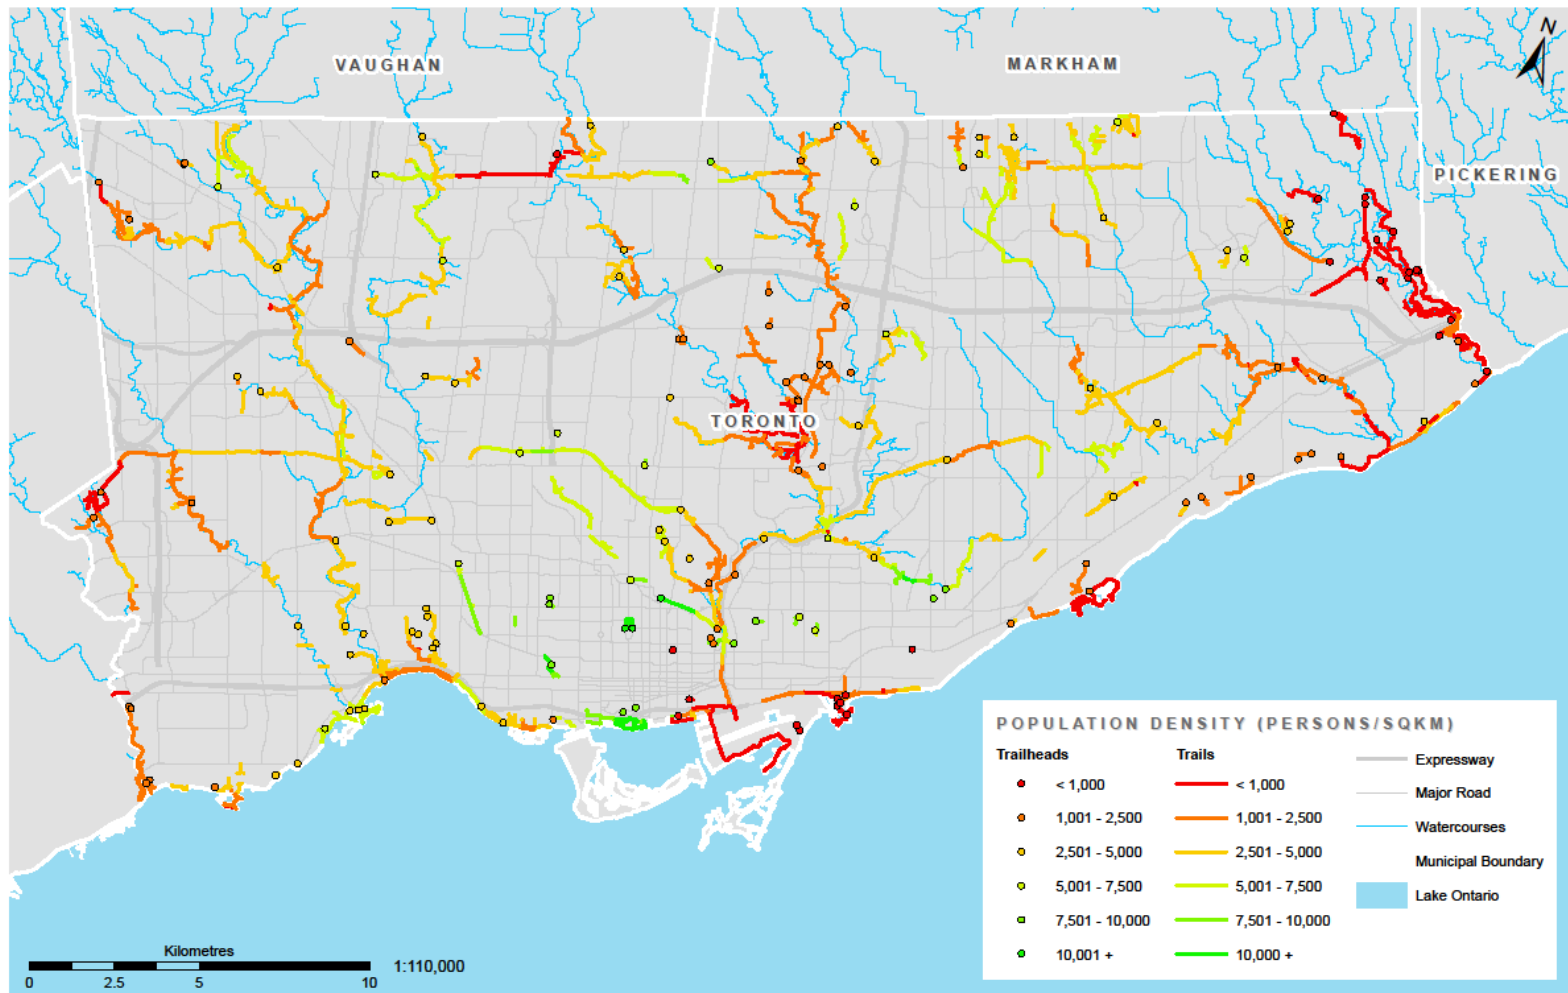 N
VAUGHAN
MARKHAM
PICKERING
TORONTO
POPULATION DENSITY (PERSONS/SQKM)
Trailheads
< 1,000
1,001 - 2,500
2,501 - 5,000
5,001 - 7,500
7,501 - 10,000
10,001 +
Trails
< 1,000
1,001 - 2,500
2,501 - 5,000
5,001 - 7,500
7,501 - 10,000
10,000 +
Expressway
Major Road
Watercourses
Municipal Boundary
Lake Ontario
Kilometres
0 2.5 5 10
1:110,000